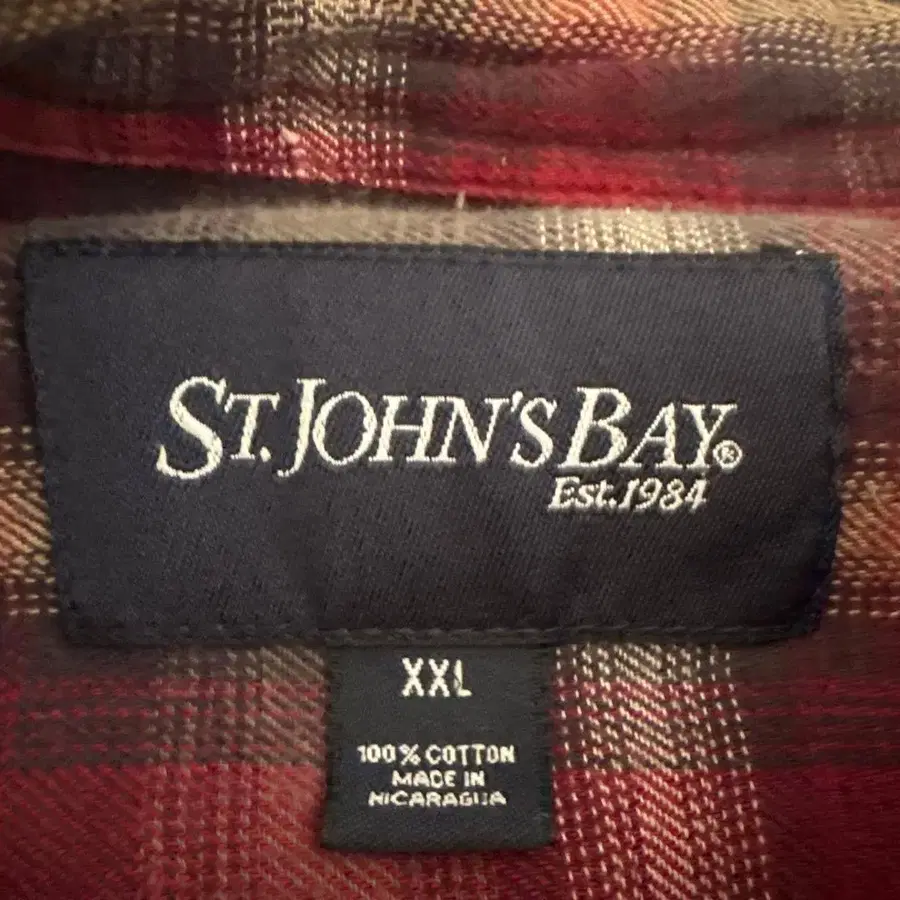 ST. JOHN'S BAY®
Est. 1984
XXL
100% COTTON
MADE IN
NICARAGUA